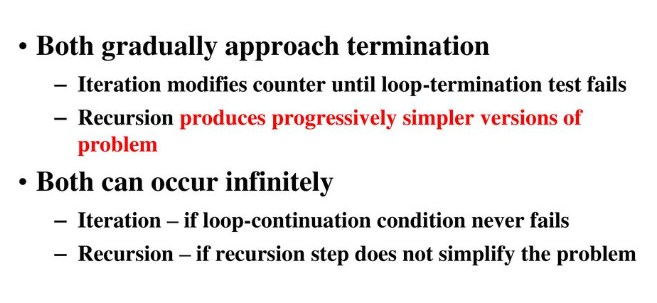 • Both gradually approach termination
– Iteration modifies counter until loop-termination test fails
– Recursion produces progressively simpler versions of
problem
• Both can occur infinitely
– Iteration – if loop-continuation condition never fails
– Recursion – if recursion step does not simplify the problem